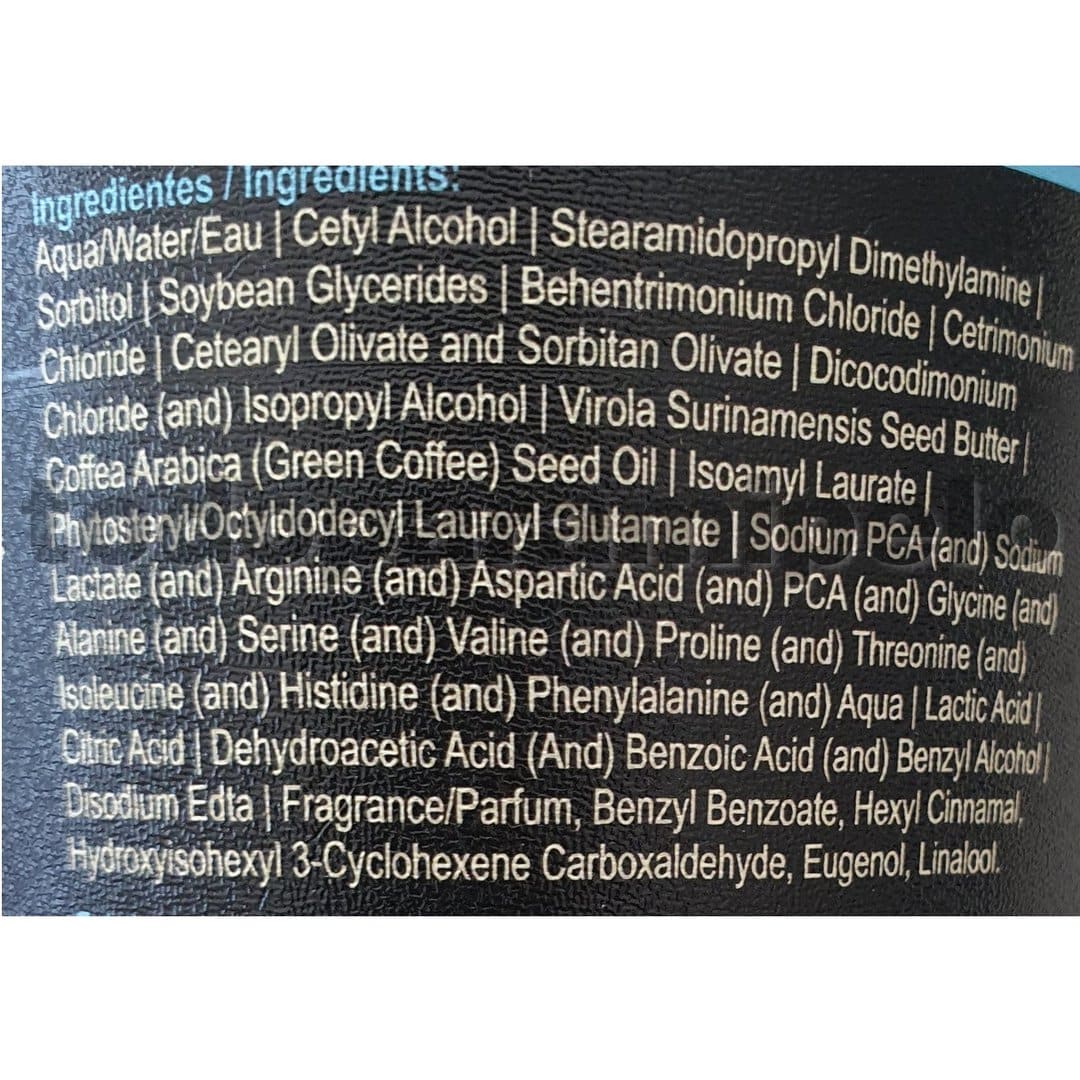 Ingredientes / Ingredients:
Aqua/Water/Eau | Cetyl Alcohol | Stearamidopropyl Dimethylamine |
Sorbitol | Soybean Glycerides | Behentrimonium Chloride | Cetrimonium
Chloride | Cetearyl Olivate and Sorbitan Olivate | Dicocodimonium
Chloride (and) Isopropyl Alcohol | Virola Surinamensis Seed Butter |
Coffea Arabica (Green Coffee) Seed Oil | Isoamyl Laurate |
Phytosteryl/Octyldodecyl Lauroyl Glutamate | Sodium PCA (and) Sodium
Lactate (and) Arginine (and) Aspartic Acid (and) PCA (and) Glycine (and)
Alanine (and) Serine (and) Valine (and) Proline (and) Threonine (and)
Isoleucine (and) Histidine (and) Phenylalanine (and) Aqua | Lactic Acid |
Citric Acid | Dehydroacetic Acid (And) Benzoic Acid (and) Benzyl Alcohol |
Disodium Edta | Fragrance/Parfum, Benzyl Benzoate, Hexyl Cinnamal,
Hydroxyisohexyl 3-Cyclohexene Carboxaldehyde, Eugenol, Linalool.